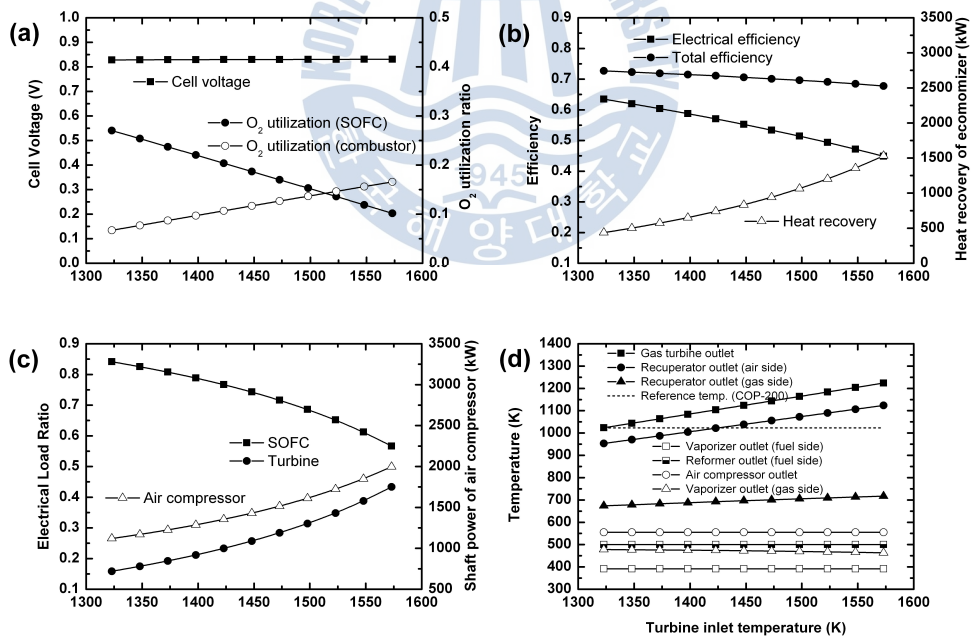 (a)
1.0
0.9
0.8
0.7
0.6
0.5
0.4
0.3
0.2
0.1
0.0
Cell Voltage (V)
Cell voltage
O2 utilization (SOFC)
O2 utilization (combustor)
0.5
0.4
0.3
0.2
0.1
0.0
O2 utilization ratio
1300 1350 1400 1450 1500 1550 1600
(b)
0.9
0.8
0.7
0.6
0.5
0.4
0.3
0.2
0.1
Efficiency
Electrical efficiency
Total efficiency
Heat recovery
3500
3000
2500
2000
1500
1000
500
0
Heat recovery of ecomomizer (kW)
1300 1350 1400 1450 1500 1550 1600
1945
해양대학교
(c)
0.9
0.8
0.7
0.6
0.5
0.4
0.3
0.2
0.1
Electrical Load Ratio
SOFC
Turbine
Air compressor
3500
3000
2500
2000
1500
1000
500
Shaft power of air compressor (kW)
1300 1350 1400 1450 1500 1550 1600
(d)
1400
1300
1200
1100
1000
900
800
700
600
500
400
300
Temperature (K)
Gas turbine outlet
Recuperator outlet (air side)
Recuperator outlet (gas side)
Reference temp. (COP-200)
Vaporizer outlet (fuel side)
Reformer outlet (fuel side)
Air compressor outlet
Vaporizer outlet (gas side)
1300 1350 1400 1450 1500 1550 1600
Turbine inlet temperature (K)